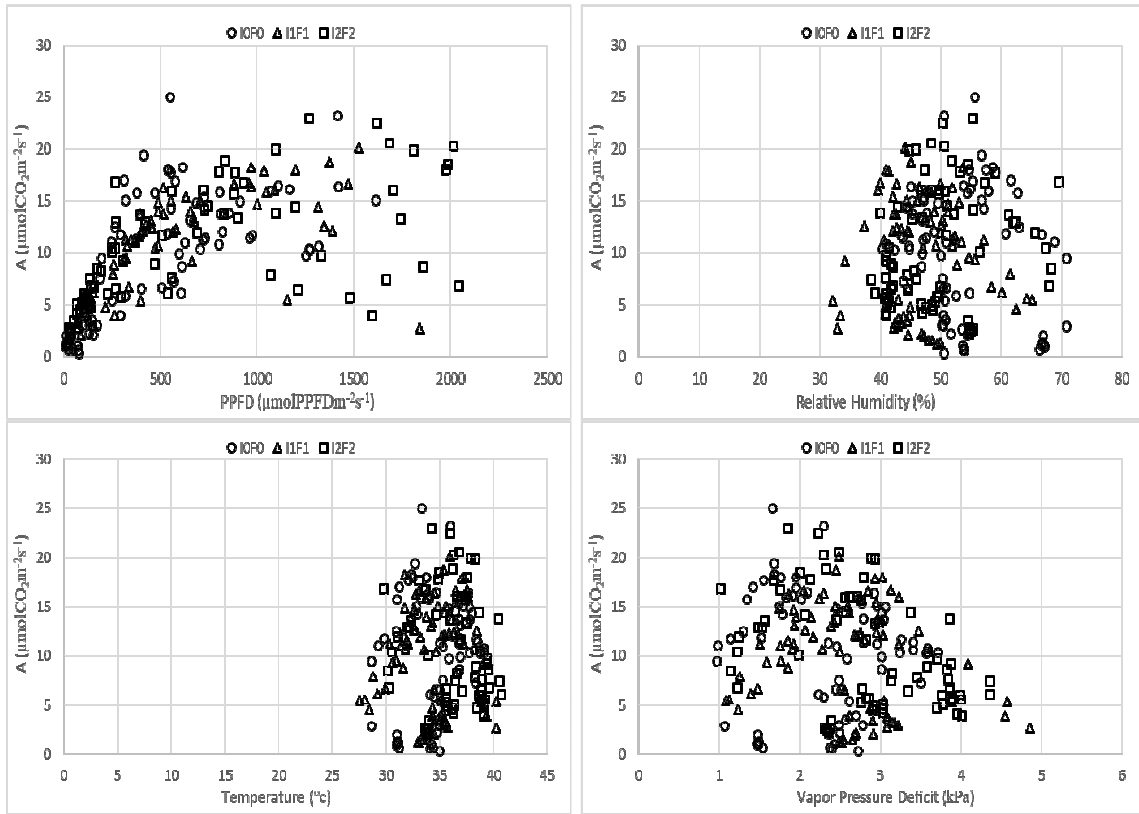 I0F0 I1F1 I2F2
30
25
20
15
10
5
0
A (µmolCO₂m⁻²s⁻¹)
0 500 1000 1500 2000 2500
PPFD (µmolPPFDm⁻²s⁻¹)
I0F0 I1F1 I2F2
30
25
20
15
10
5
0
A (µmolCO₂m⁻²s⁻¹)
0 10 20 30 40 50 60 70 80
Relative Humidity (%)
I0F0 I1F1 I2F2
30
25
20
15
10
5
0
A (µmolCO₂m⁻²s⁻¹)
0 5 10 15 20 25 30 35 40 45
Temperature (°c)
I0F0 I1F1 I2F2
30
25
20
15
10
5
0
A (µmolCO₂m⁻²s⁻¹)
0 1 2 3 4 5 6
Vapor Pressure Deficit (kPa)